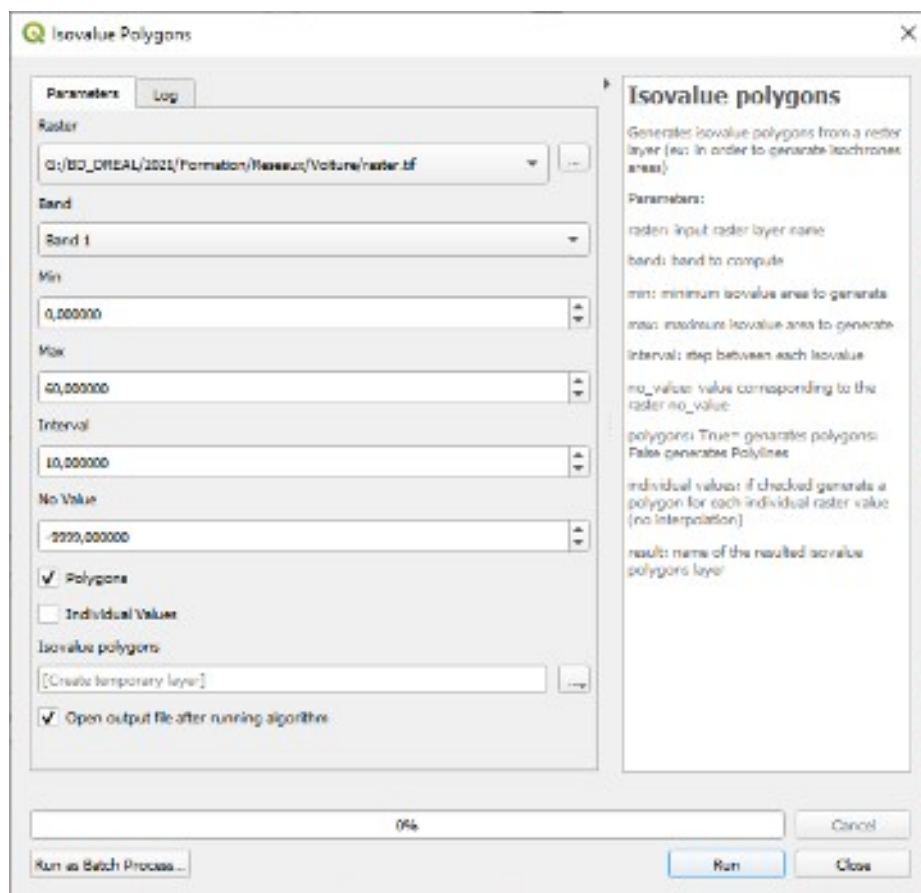 Isovalue Polygons
Parameters
Log
Raster
G:/BD_DREAL/2021/Formation/Reseaux/Voiture/raster.tif
...
Band
Band 1
Min
0,000000
Max
60,000000
Interval
10,000000
No Value
-9999,000000
Polygons
Individual Values
Isovalue polygons
[Create temporary layer]
...
Open output file after running algorithm
Isovalue polygons
Generates isovalue polygons from a raster
layer (ex: in order to generate isochrones
areas)
Parameters:
raster: input raster layer name
band: band to compute
min: minimum isovalue area to generate
max: maximum isovalue area to generate
interval: step between each isovalue
no_value: value corresponding to the
raster no_value
polygons: True= genarates polygons:
False generates Polylines
individual values: if checked generate a
polygon for each individual raster value
(no interpolation)
result: name of the resulted isovalue
polygons layer
0%
Cancel
Run as Batch Process...
Run
Close